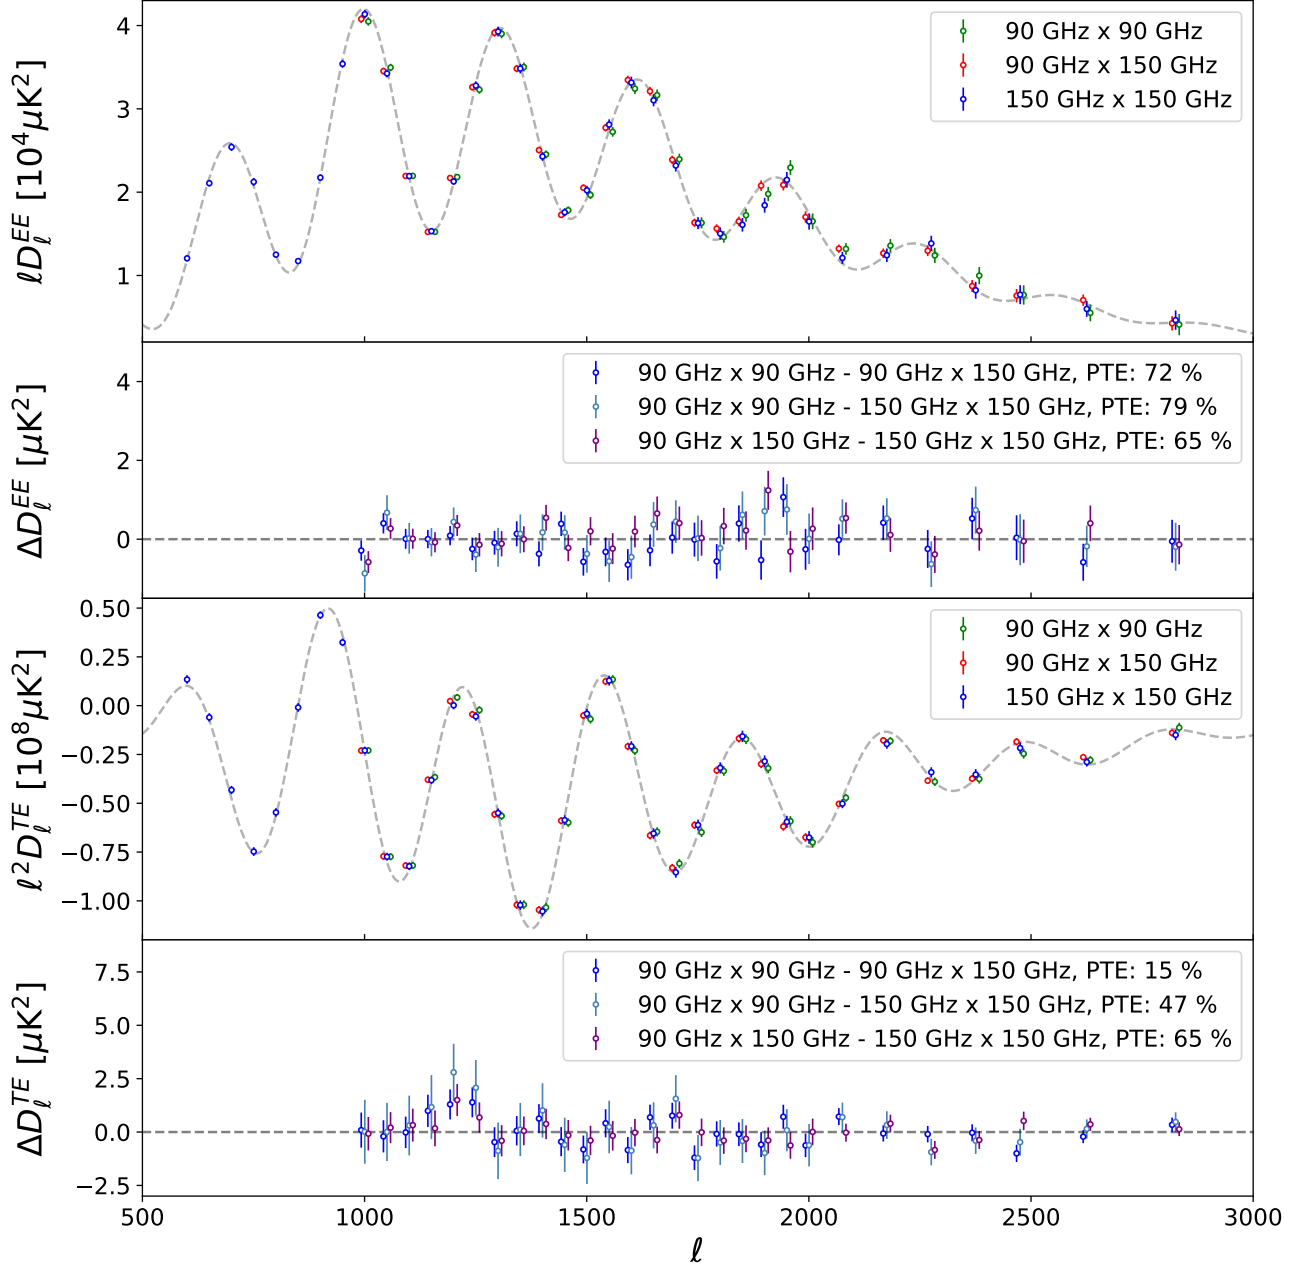 ℓD_ℓ^{EE} [10^4 μK^2]
4
3
2
1
90 GHz x 90 GHz
90 GHz x 150 GHz
150 GHz x 150 GHz
ΔD_ℓ^{EE} [μK^2]
4
2
0
90 GHz x 90 GHz - 90 GHz x 150 GHz, PTE: 72 %
90 GHz x 90 GHz - 150 GHz x 150 GHz, PTE: 79 %
90 GHz x 150 GHz - 150 GHz x 150 GHz, PTE: 65 %
ℓ^2D_ℓ^{TE} [10^8 μK^2]
0.50
0.25
0.00
−0.25
−0.50
−0.75
−1.00
90 GHz x 90 GHz
90 GHz x 150 GHz
150 GHz x 150 GHz
ΔD_ℓ^{TE} [μK^2]
7.5
5.0
2.5
0.0
−2.5
90 GHz x 90 GHz - 90 GHz x 150 GHz, PTE: 15 %
90 GHz x 90 GHz - 150 GHz x 150 GHz, PTE: 47 %
90 GHz x 150 GHz - 150 GHz x 150 GHz, PTE: 65 %
500 1000 1500 2000 2500 3000
ℓ